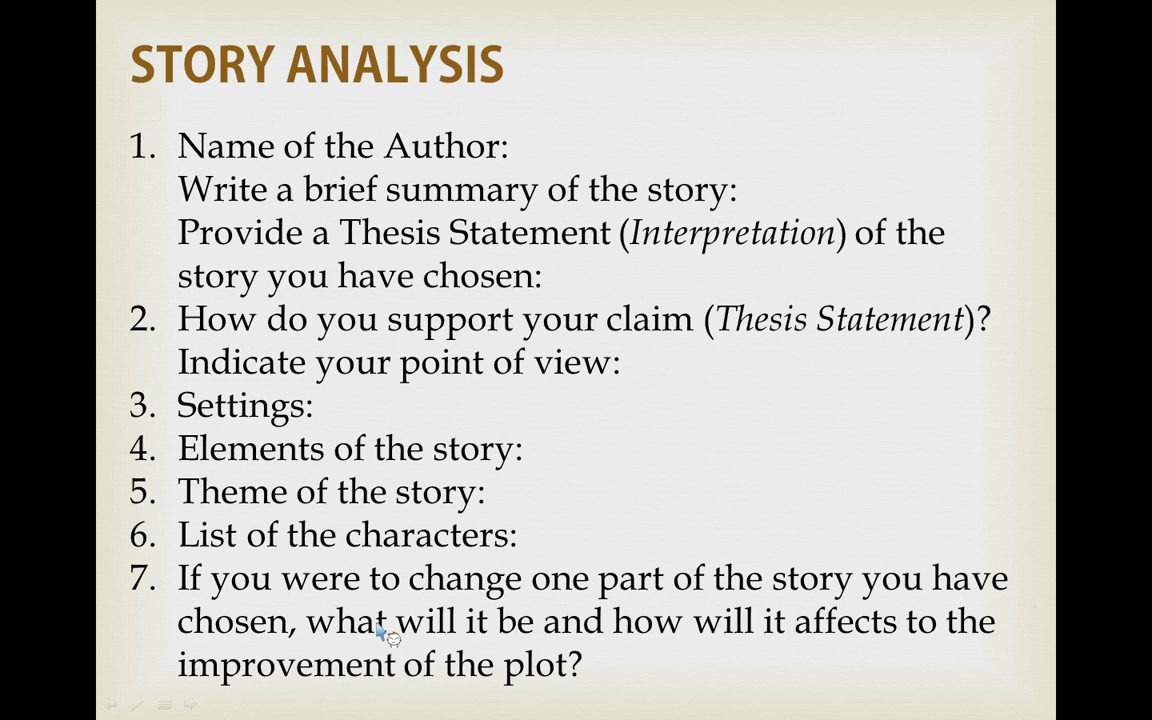 STORY ANALYSIS
1. Name of the Author:
Write a brief summary of the story:
Provide a Thesis Statement (Interpretation) of the
story you have chosen:
2. How do you support your claim (Thesis Statement)?
Indicate your point of view:
3. Settings:
4. Elements of the story:
5. Theme of the story:
6. List of the characters:
7. If you were to change one part of the story you have
chosen, what will it be and how will it affects to the
improvement of the plot?